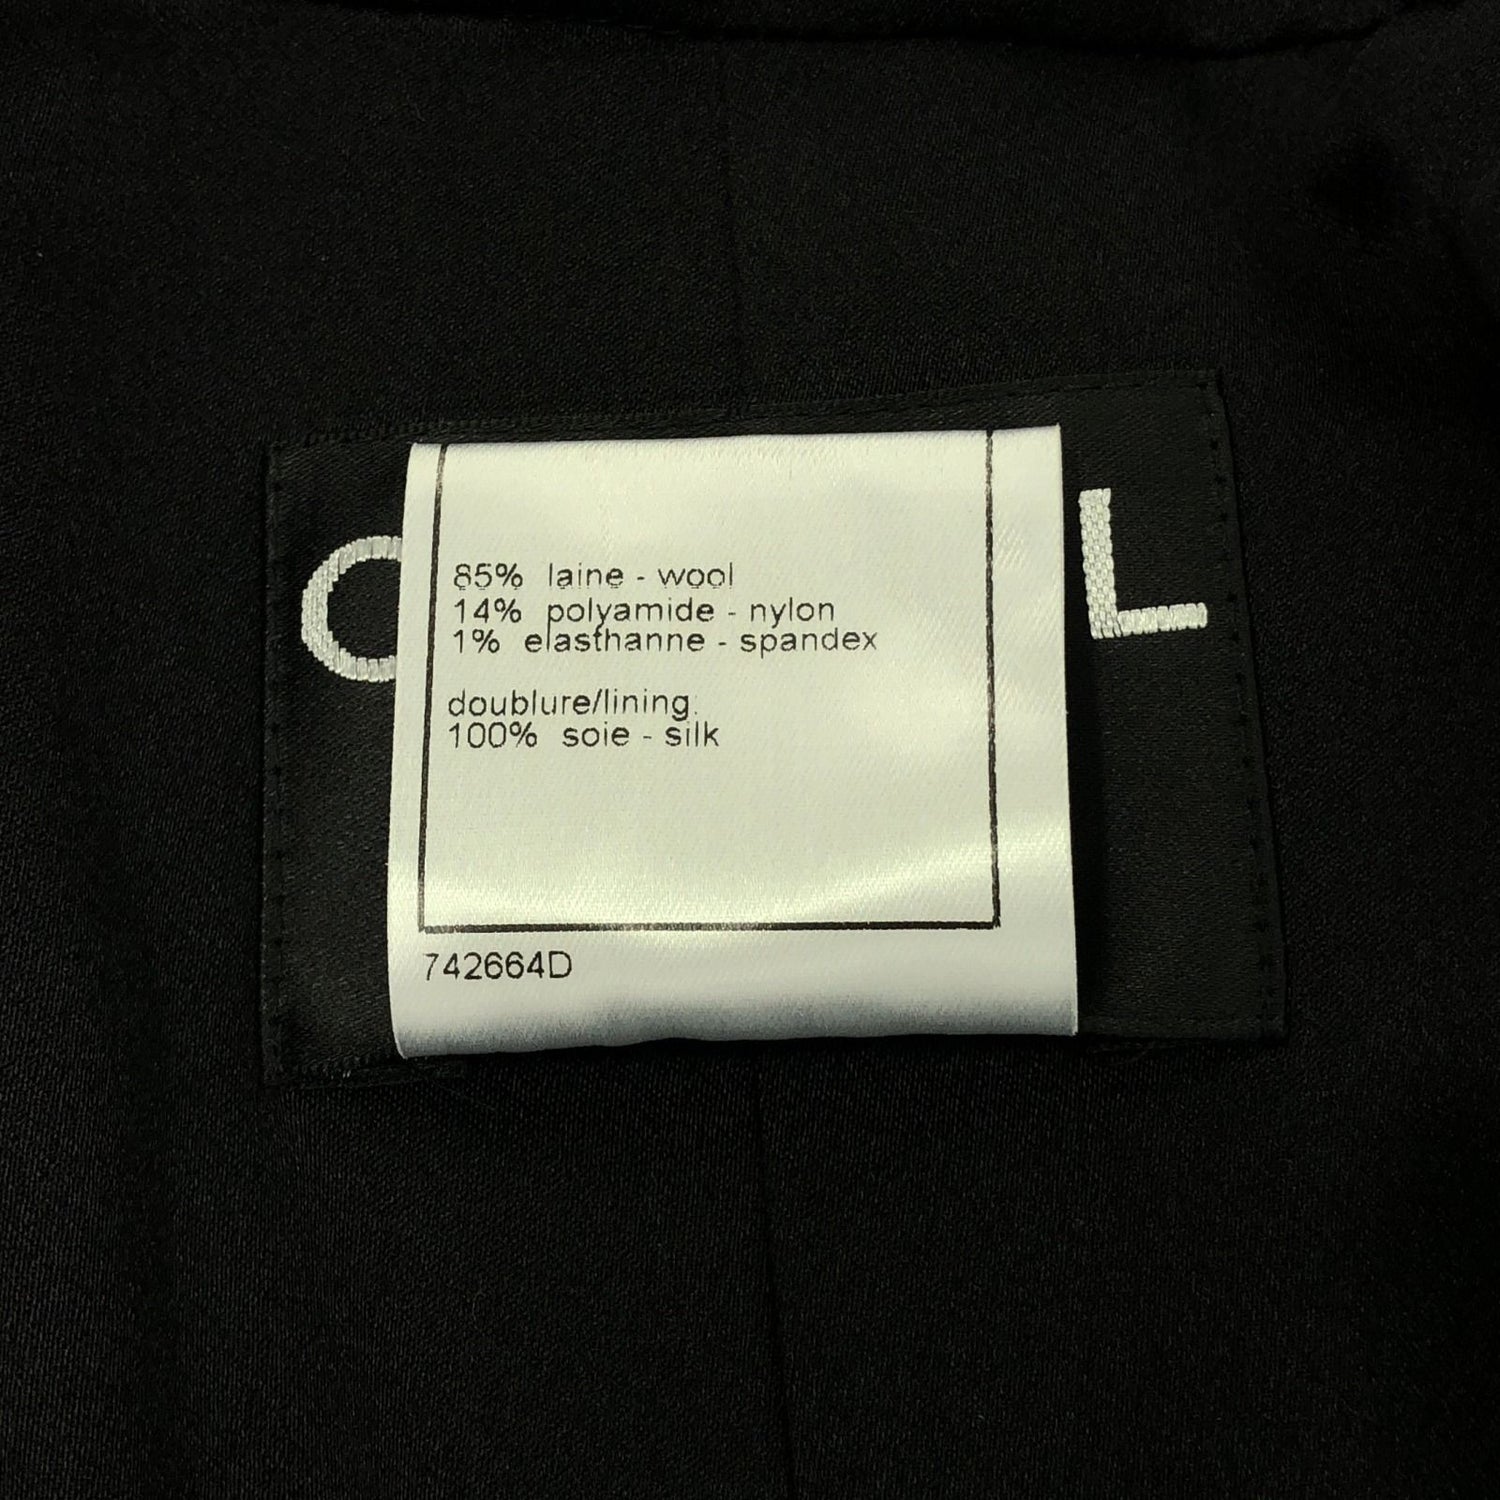 C L
85% laine - wool
14% polyamide - nylon
1% elasthanne - spandex
doublure/lining:
100% soie - silk
742664D